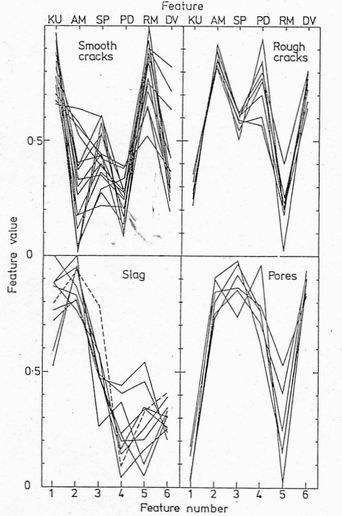 Feature
KU AM SP PD RM DV KU AM SP PD RM DV
Smooth cracks
Rough cracks
0·5
0
Feature value
Slag
Pores
0·5
0
1 2 3 4 5 6 1 2 3 4 5 6
Feature number